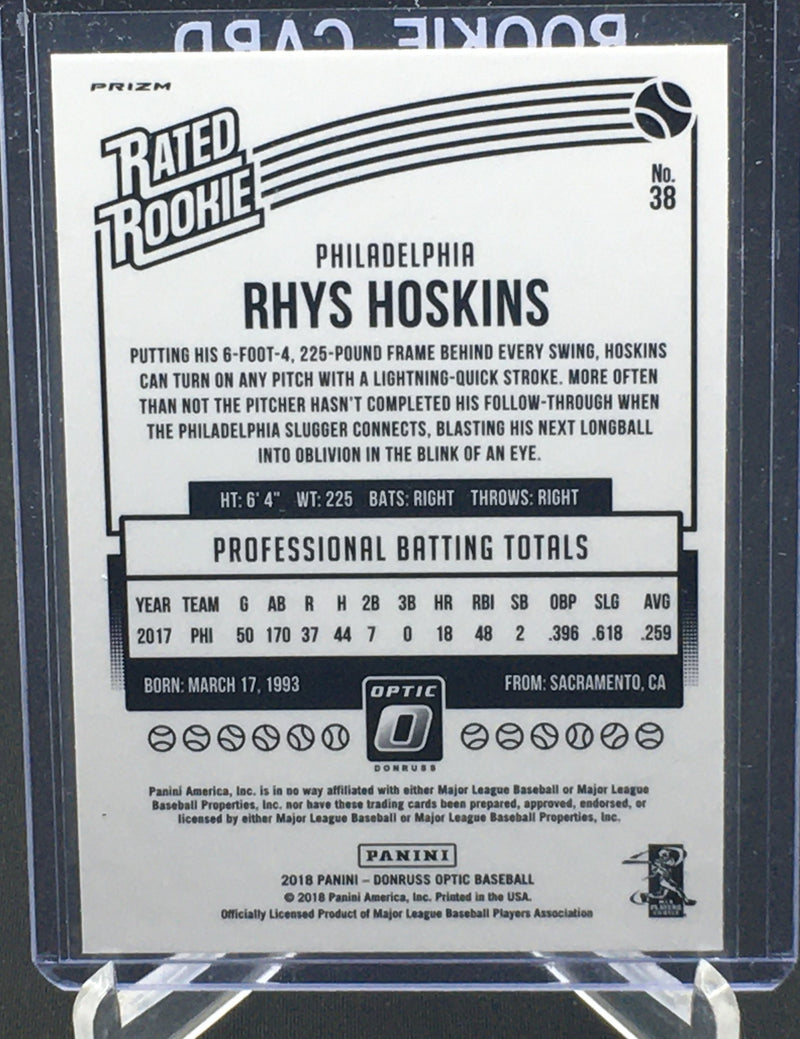 ROOKIE CARD
PRIZM
RATED
ROOKIE
No.
38
PHILADELPHIA
RHYS HOSKINS
PUTTING HIS 6-FOOT-4, 225-POUND FRAME BEHIND EVERY SWING, HOSKINS
CAN TURN ON ANY PITCH WITH A LIGHTNING-QUICK STROKE. MORE OFTEN
THAN NOT THE PITCHER HASN'T COMPLETED HIS FOLLOW-THROUGH WHEN
THE PHILADELPHIA SLUGGER CONNECTS, BLASTING HIS NEXT LONGBALL
INTO OBLIVION IN THE BLINK OF AN EYE.
HT: 6' 4" WT: 225 BATS: RIGHT THROWS: RIGHT
PROFESSIONAL BATTING TOTALS
YEAR TEAM G AB R H 2B 3B HR RBI SB OBP SLG AVG
2017 PHI 50 170 37 44 7 0 18 48 2 .396 .618 .259
BORN: MARCH 17, 1993 FROM: SACRAMENTO, CA
OPTIC
O
DONRUSS
Panini America, Inc. is in no way affiliated with either Major League Baseball or Major League
Baseball Properties, Inc. nor have these trading cards been prepared, approved, endorsed, or
licensed by either Major League Baseball or Major League Baseball Properties, Inc.
PANINI
2018 PANINI – DONRUSS OPTIC BASEBALL
© 2018 Panini America, Inc. Printed in the USA.
Officially Licensed Product of Major League Baseball Players Association